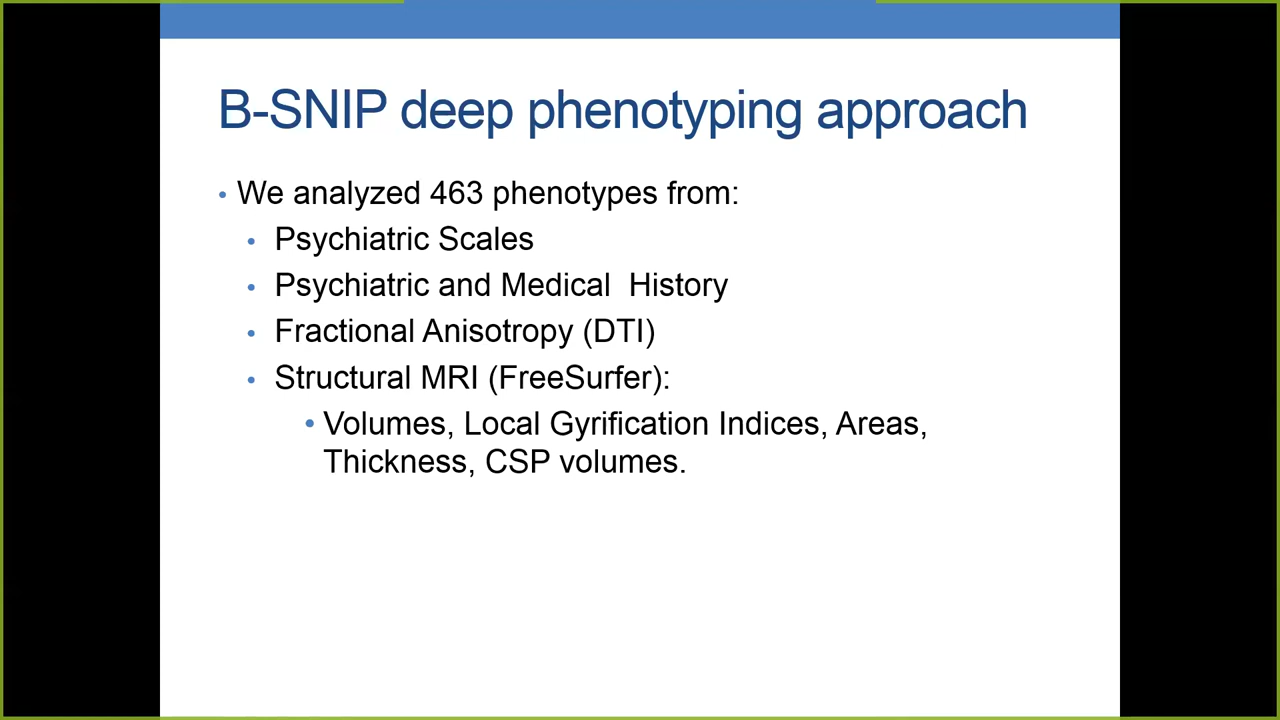 B-SNIP deep phenotyping approach
• We analyzed 463 phenotypes from:
• Psychiatric Scales
• Psychiatric and Medical  History
• Fractional Anisotropy (DTI)
• Structural MRI (FreeSurfer):
• Volumes, Local Gyrification Indices, Areas,
Thickness, CSP volumes.